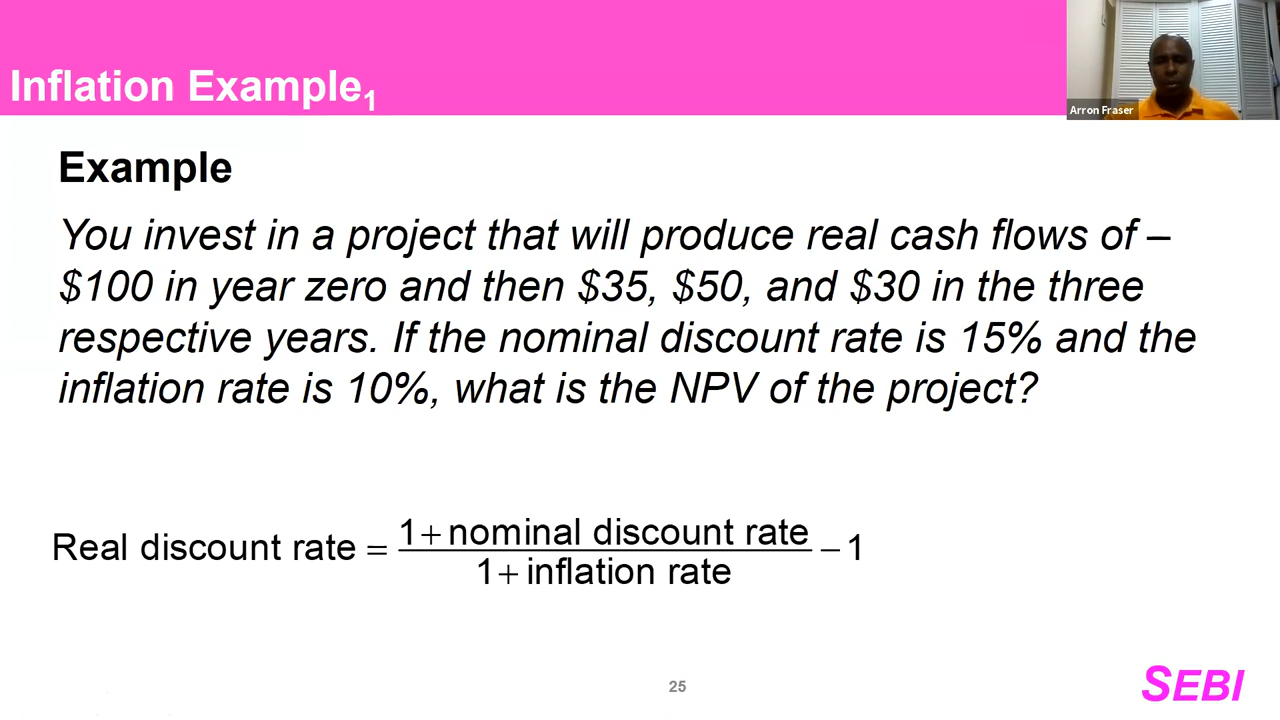 Inflation Example1
Arron Fraser
Example
You invest in a project that will produce real cash flows of –
$100 in year zero and then $35, $50, and $30 in the three
respective years. If the nominal discount rate is 15% and the
inflation rate is 10%, what is the NPV of the project?
Real discount rate = (1+ nominal discount rate) / (1+ inflation rate) – 1
25
SEBI